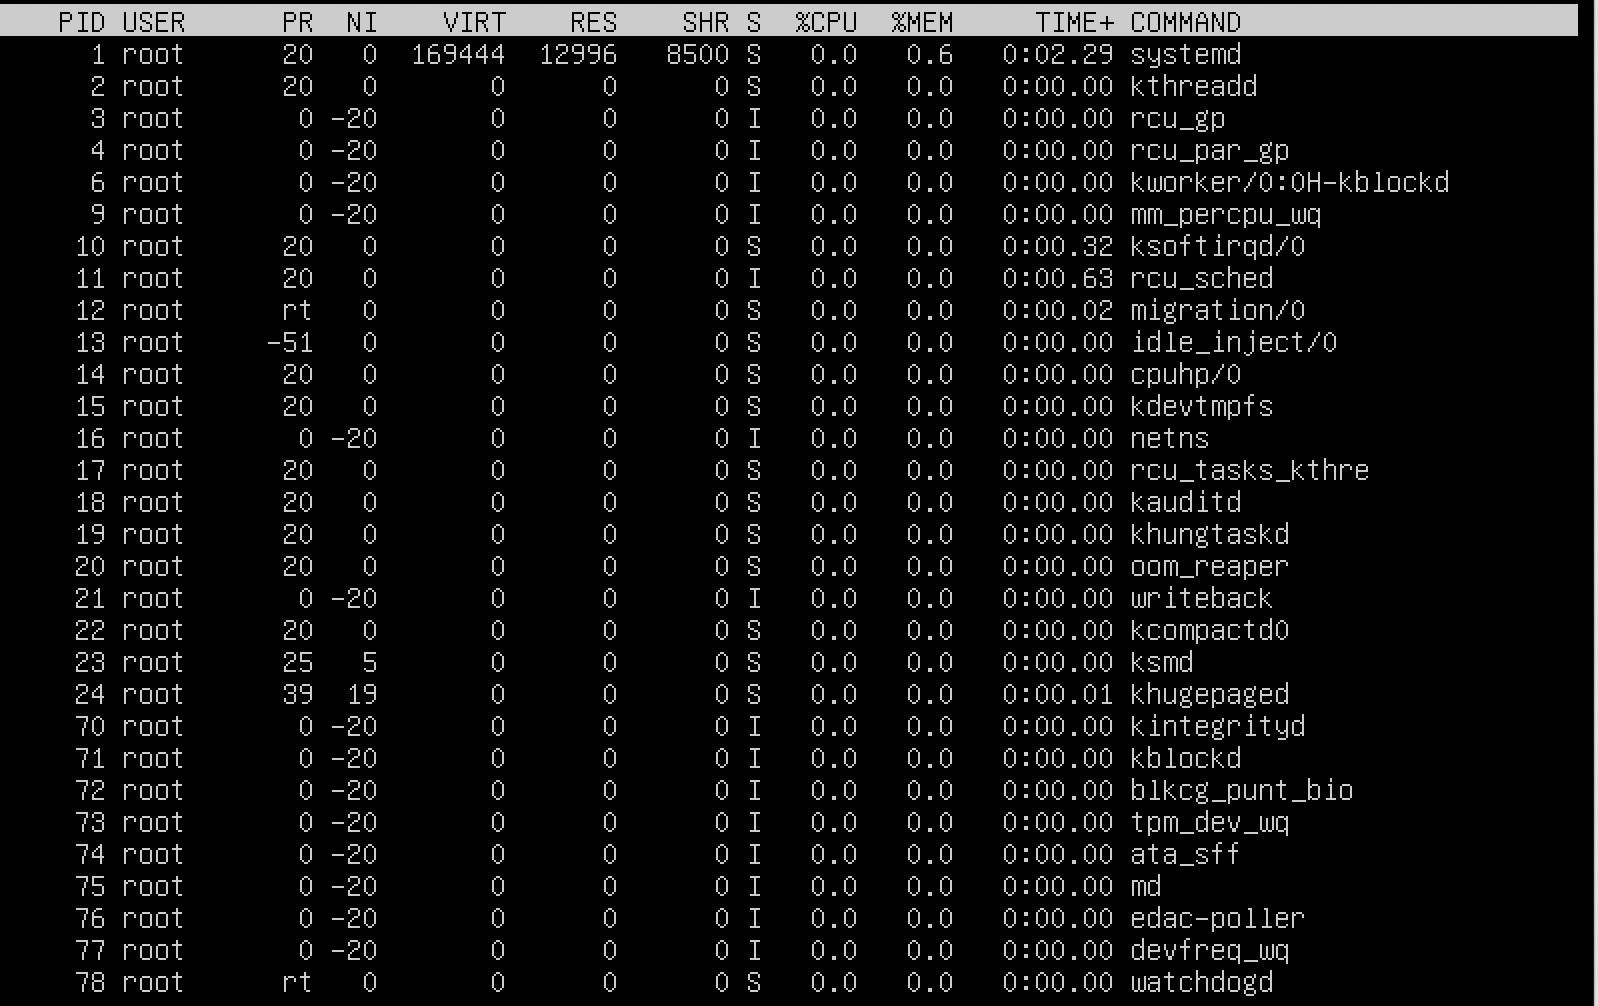 PID USER PR NI VIRT RES SHR S %CPU %MEM TIME+ COMMAND
1 root 20 0 169444 12996 8500 S 0.0 0.6 0:02.29 systemd
2 root 20 0 0 0 0 S 0.0 0.0 0:00.00 kthreadd
3 root 0 -20 0 0 0 I 0.0 0.0 0:00.00 rcu_gp
4 root 0 -20 0 0 0 I 0.0 0.0 0:00.00 rcu_par_gp
6 root 0 -20 0 0 0 I 0.0 0.0 0:00.00 kworker/0:0H-kblockd
9 root 0 -20 0 0 0 I 0.0 0.0 0:00.00 mm_percpu_wq
10 root 20 0 0 0 0 S 0.0 0.0 0:00.32 ksoftirqd/0
11 root 20 0 0 0 0 I 0.0 0.0 0:00.63 rcu_sched
12 root rt 0 0 0 0 S 0.0 0.0 0:00.02 migration/0
13 root -51 0 0 0 0 S 0.0 0.0 0:00.00 idle_inject/0
14 root 20 0 0 0 0 S 0.0 0.0 0:00.00 cpuhp/0
15 root 20 0 0 0 0 S 0.0 0.0 0:00.00 kdevtmpfs
16 root 0 -20 0 0 0 I 0.0 0.0 0:00.00 netns
17 root 20 0 0 0 0 S 0.0 0.0 0:00.00 rcu_tasks_kthre
18 root 20 0 0 0 0 S 0.0 0.0 0:00.00 kauditd
19 root 20 0 0 0 0 S 0.0 0.0 0:00.00 khungtaskd
20 root 20 0 0 0 0 S 0.0 0.0 0:00.00 oom_reaper
21 root 0 -20 0 0 0 I 0.0 0.0 0:00.00 writeback
22 root 20 0 0 0 0 S 0.0 0.0 0:00.00 kcompactd0
23 root 25 5 0 0 0 S 0.0 0.0 0:00.00 ksmd
24 root 39 19 0 0 0 S 0.0 0.0 0:00.01 khugepaged
70 root 0 -20 0 0 0 I 0.0 0.0 0:00.00 kintegrityd
71 root 0 -20 0 0 0 I 0.0 0.0 0:00.00 kblockd
72 root 0 -20 0 0 0 I 0.0 0.0 0:00.00 blkcg_punt_bio
73 root 0 -20 0 0 0 I 0.0 0.0 0:00.00 tpm_dev_wq
74 root 0 -20 0 0 0 I 0.0 0.0 0:00.00 ata_sff
75 root 0 -20 0 0 0 I 0.0 0.0 0:00.00 md
76 root 0 -20 0 0 0 I 0.0 0.0 0:00.00 edac-poller
77 root 0 -20 0 0 0 I 0.0 0.0 0:00.00 devfreq_wq
78 root rt 0 0 0 0 S 0.0 0.0 0:00.00 watchdogd